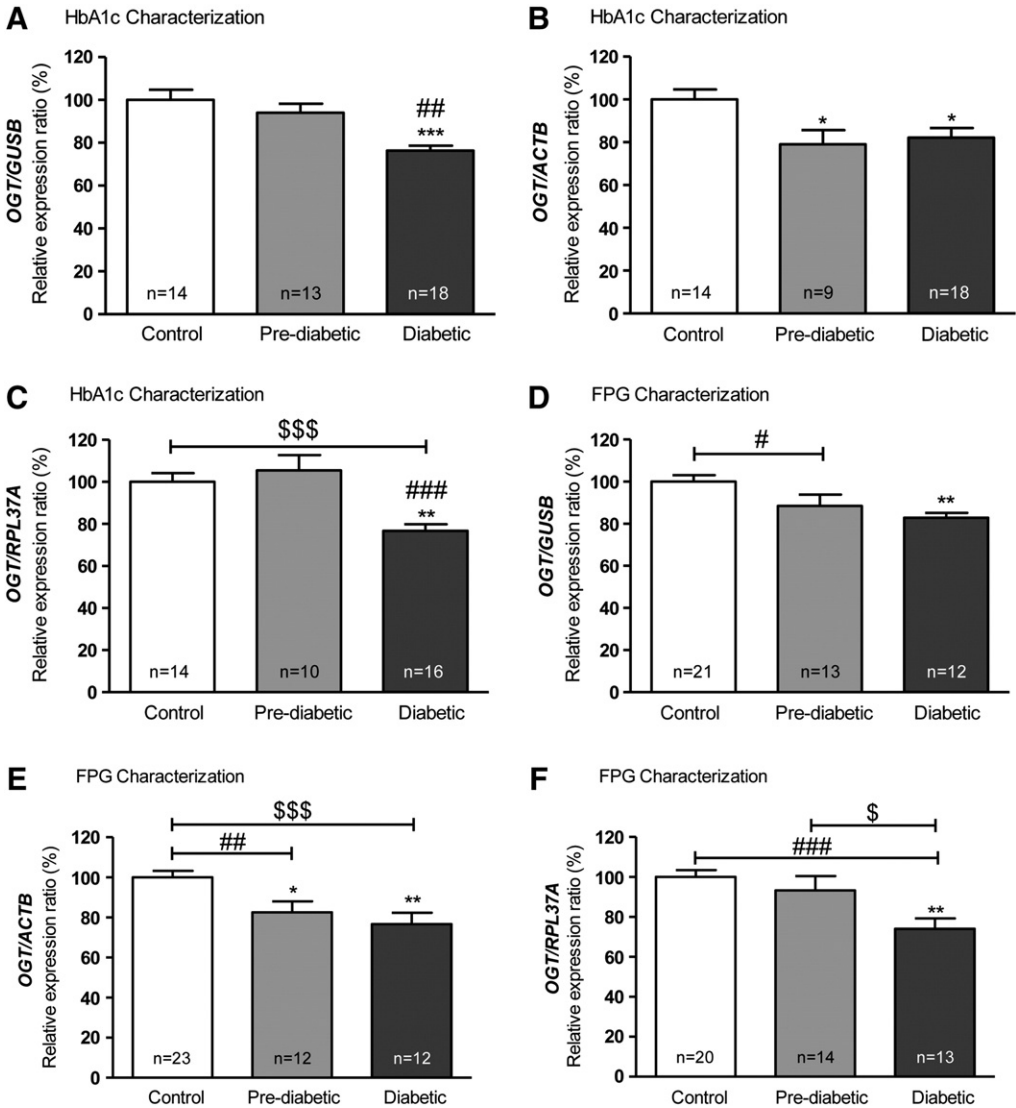 A HbA1c Characterization
OGT/GUSB
Relative expression ratio (%)
120
100
80
60
40
20
0
##
***
n=14
n=13
n=18
Control
Pre-diabetic
Diabetic
B HbA1c Characterization
OGT/ACTB
Relative expression ratio (%)
120
100
80
60
40
20
0
*
*
n=14
n=9
n=18
Control
Pre-diabetic
Diabetic
C HbA1c Characterization
OGT/RPL37A
Relative expression ratio (%)
120
100
80
60
40
20
0
$$$
###
**
n=14
n=10
n=16
Control
Pre-diabetic
Diabetic
D FPG Characterization
OGT/GUSB
Relative expression ratio (%)
120
100
80
60
40
20
0
#
**
n=21
n=13
n=12
Control
Pre-diabetic
Diabetic
E FPG Characterization
OGT/ACTB
Relative expression ratio (%)
120
100
80
60
40
20
0
$$$
##
*
**
n=23
n=12
n=12
Control
Pre-diabetic
Diabetic
F FPG Characterization
OGT/RPL37A
Relative expression ratio (%)
120
100
80
60
40
20
0
$
###
**
n=20
n=14
n=13
Control
Pre-diabetic
Diabetic